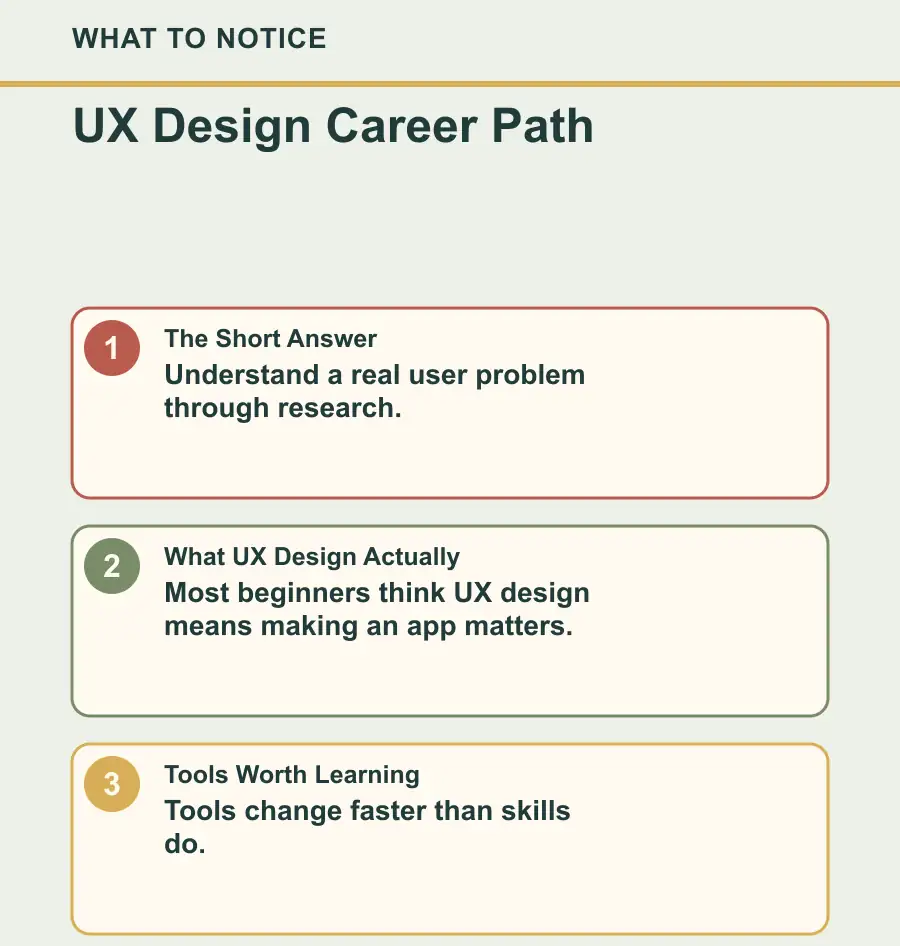 WHAT TO NOTICE
UX Design Career Path
1
The Short Answer
Understand a real user problem
through research.
2
What UX Design Actually
Most beginners think UX design
means making an app matters.
3
Tools Worth Learning
Tools change faster than skills
do.